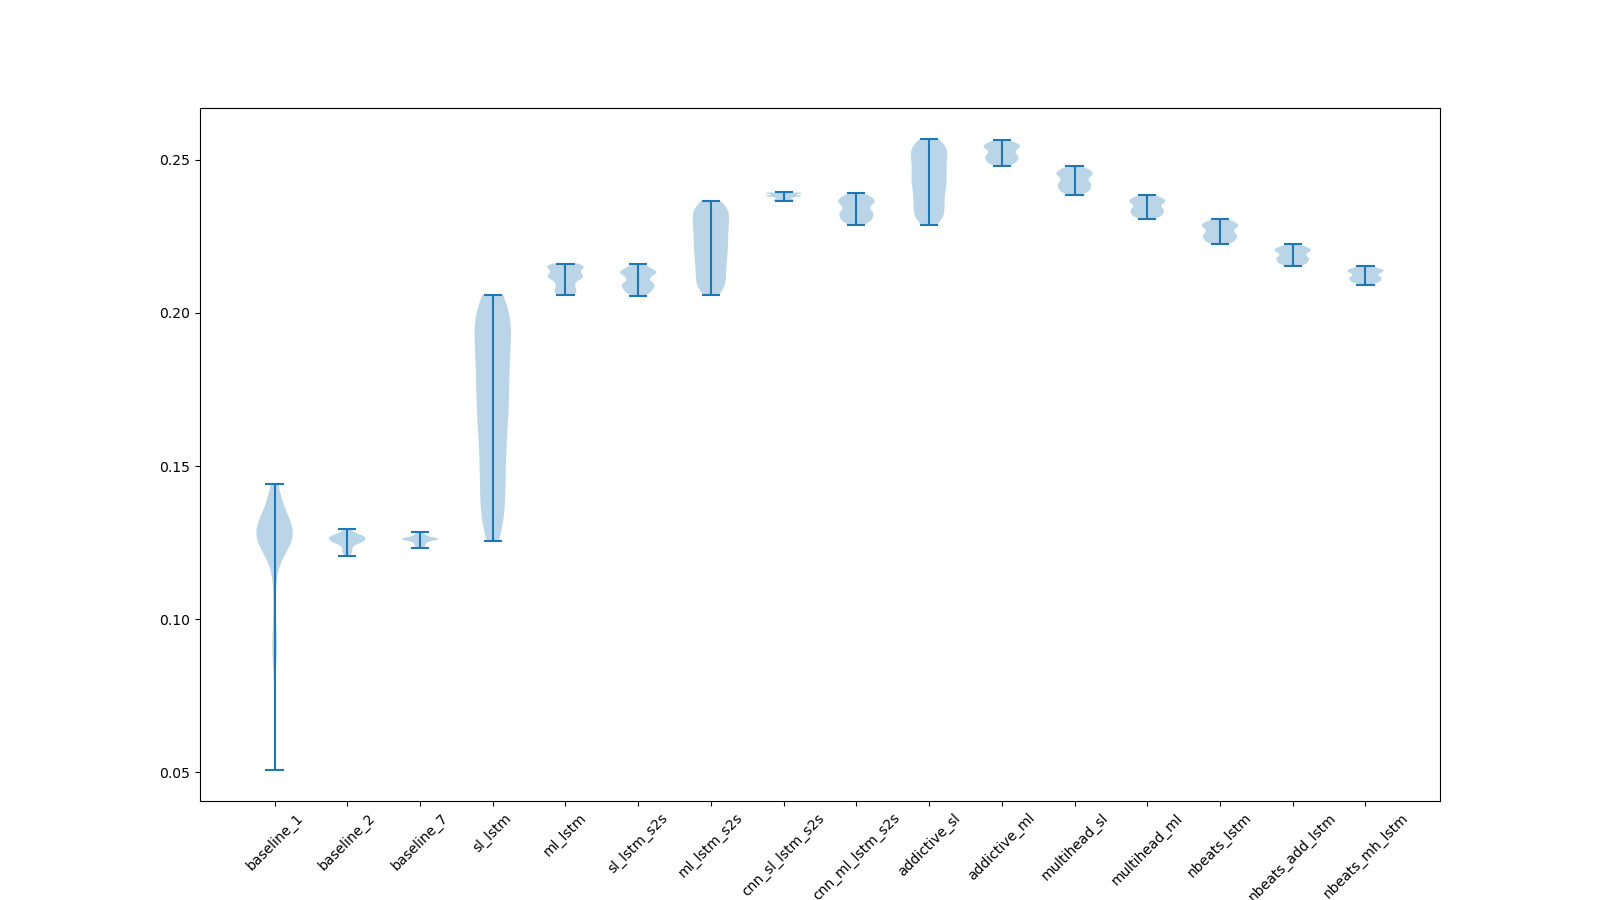 0.25
0.20
0.15
0.10
0.05
baseline_1
baseline_2
baseline_7
sl_lstm
ml_lstm
sl_lstm_s2s
ml_lstm_s2s
cnn_sl_lstm_s2s
cnn_ml_lstm_s2s
addictive_sl
addictive_ml
multihead_sl
multihead_ml
nbeats_lstm
nbeats_add_lstm
nbeats_mh_lstm